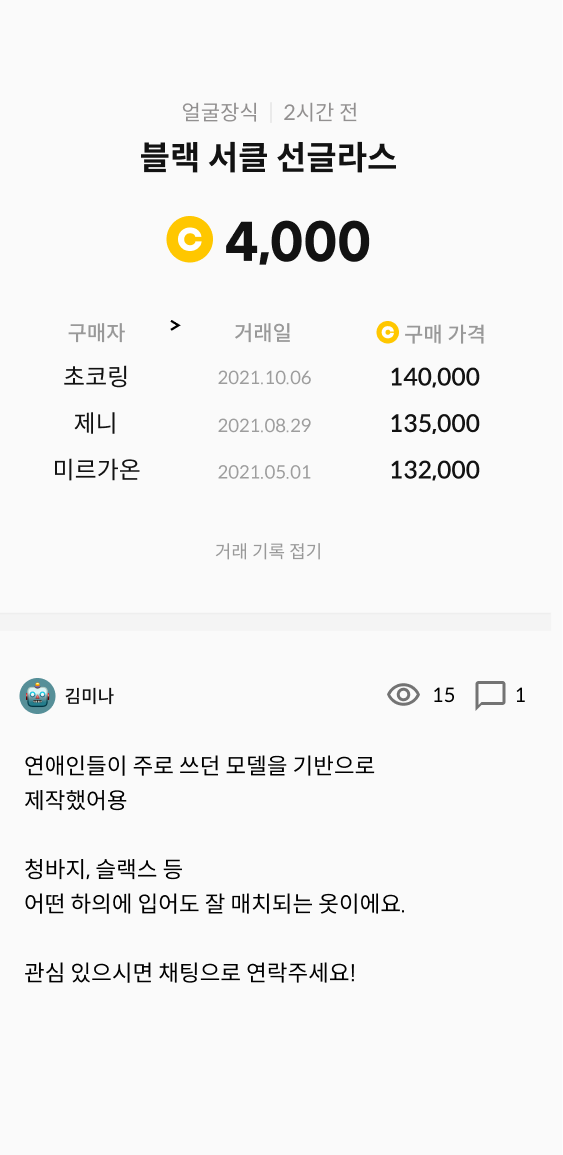 얼굴장식 | 2시간 전
블랙 서클 선글라스
C 4,000
구매자 > 거래일 C 구매 가격
초코링 2021.10.06 140,000
제니 2021.08.29 135,000
미르가온 2021.05.01 132,000
거래 기록 접기
김미나 15 1
연애인들이 주로 쓰던 모델을 기반으로
제작했어용
청바지, 슬랙스 등
어떤 하의에 입어도 잘 매치되는 옷이에요.
관심 있으시면 채팅으로 연락주세요!